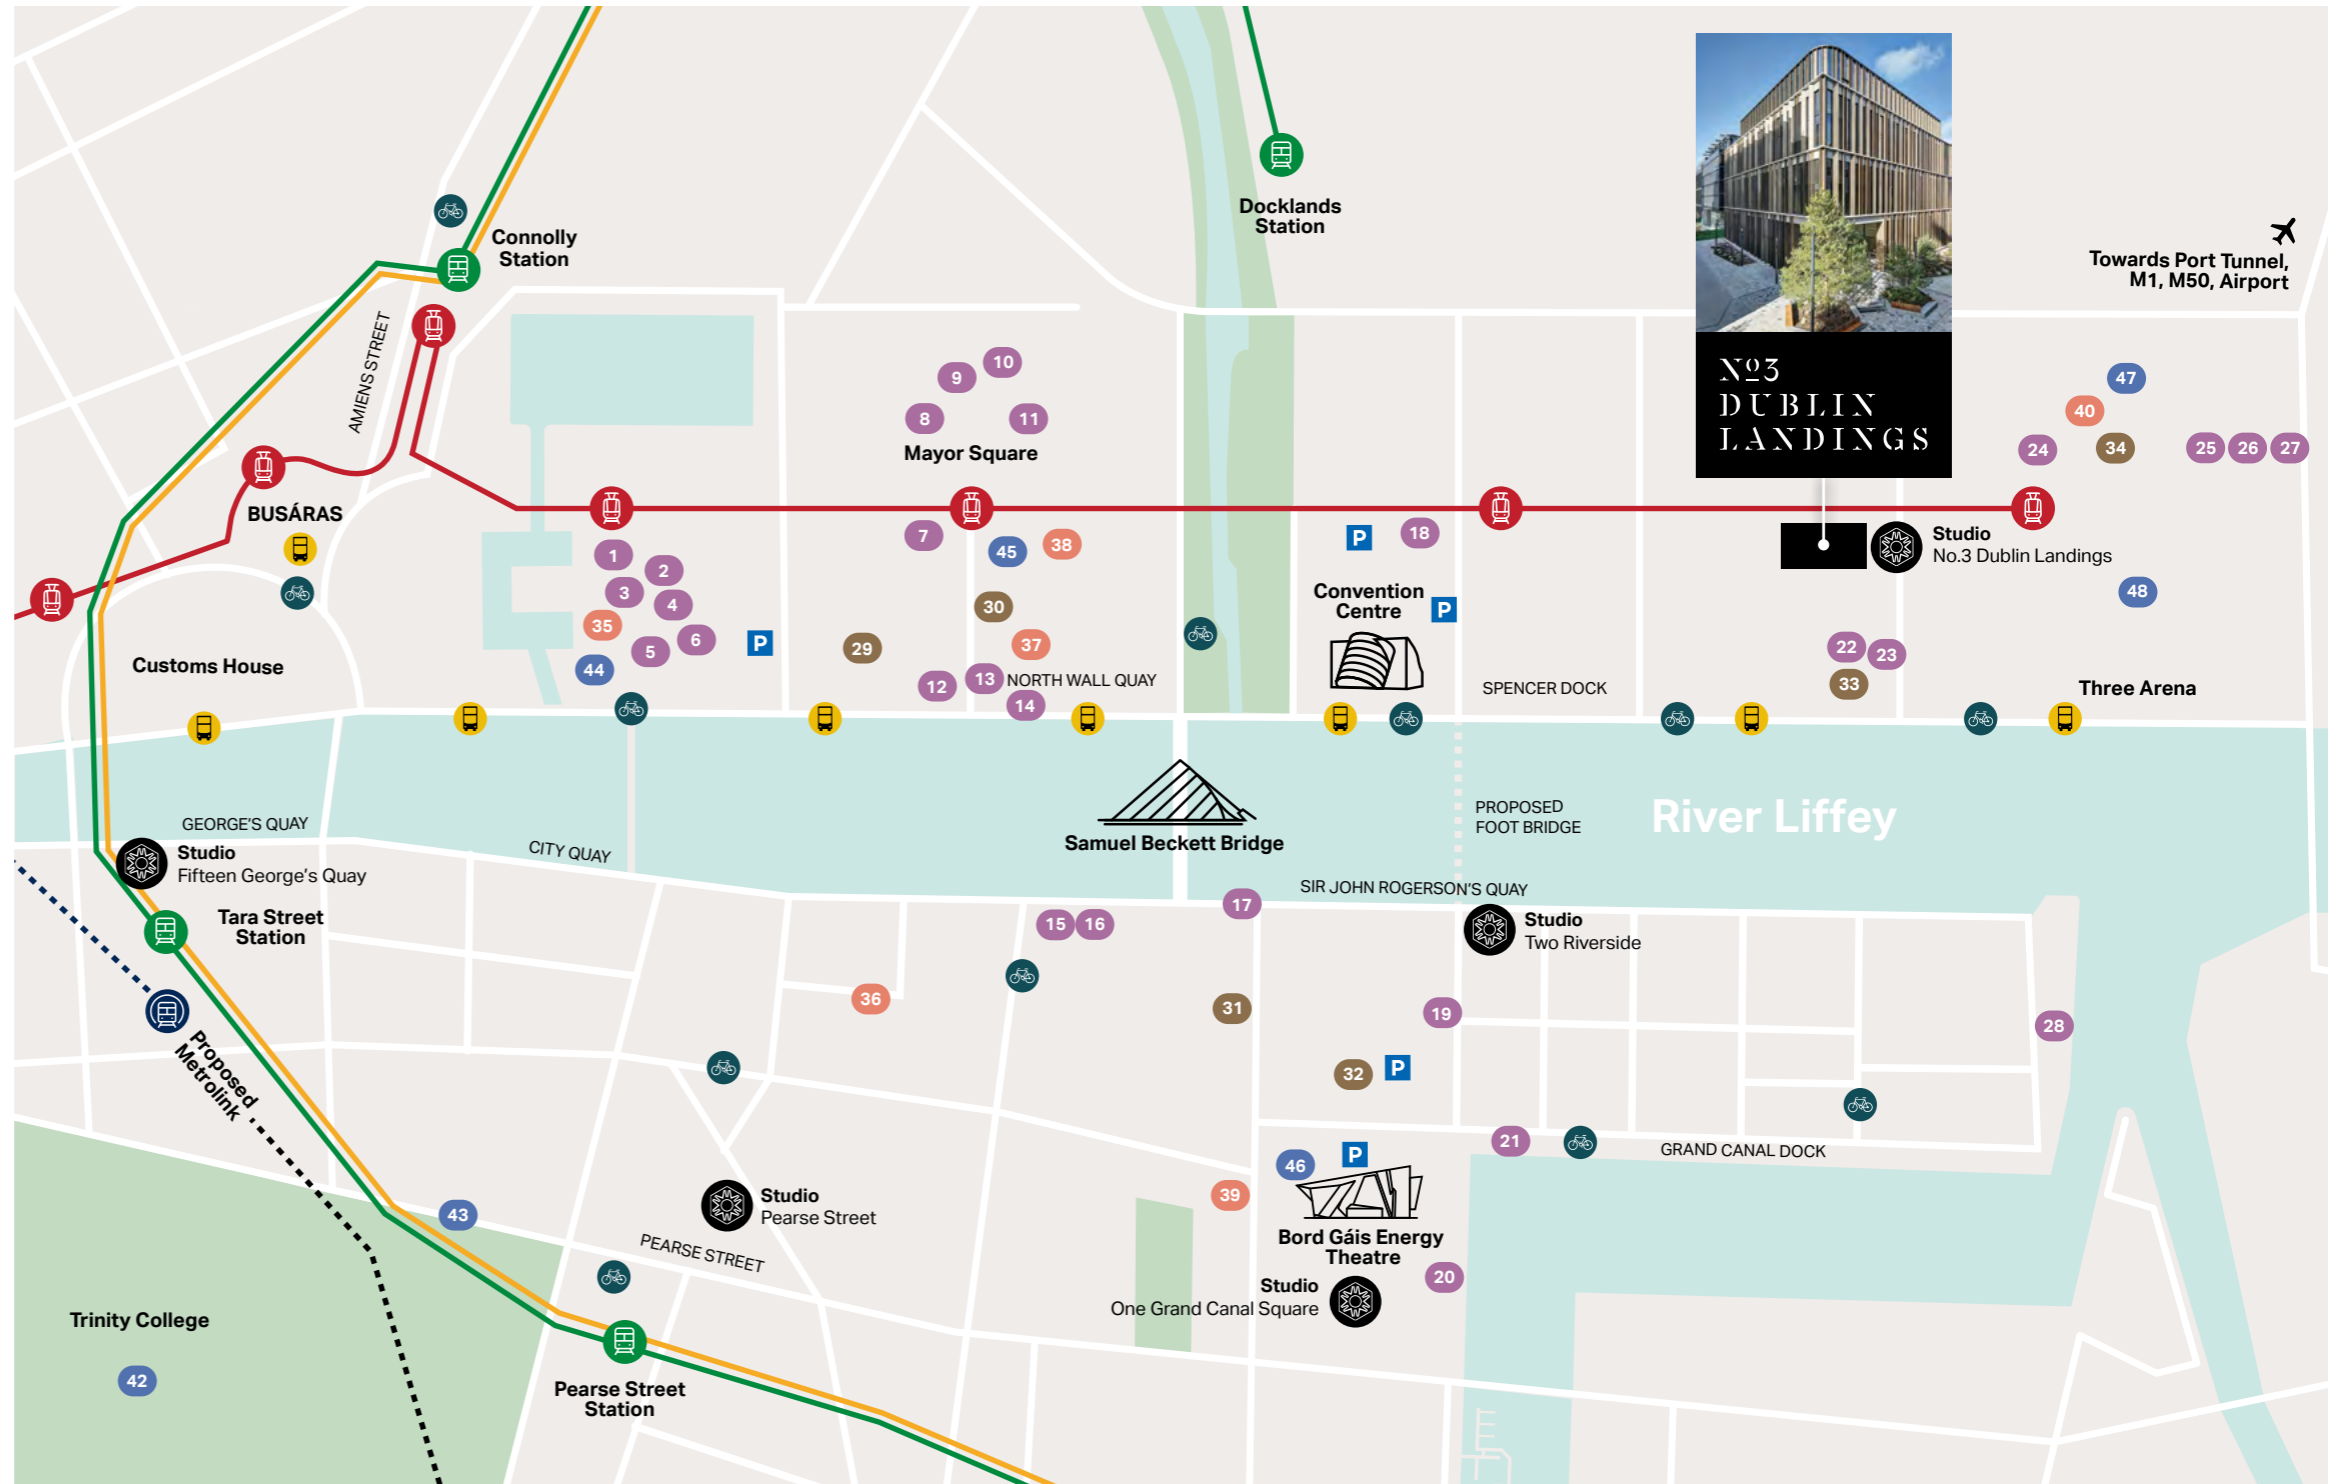 Connolly
Station
Docklands
Station
Towards Port Tunnel,
M1, M50, Airport
AMIENS STREET
Nº3
DUBLIN
LANDINGS
9
10
8
11
Mayor Square
47
40
24
34
25
26
27
BUSÁRAS
1
2
3
4
35
5
6
44
P
7
45
38
29
30
37
12
13
14
NORTH WALL QUAY
P
18
Convention
Centre
P
Studio
No.3 Dublin Landings
48
22
23
33
Customs House
SPENCER DOCK
Three Arena
GEORGE'S QUAY
Studio
Fifteen George's Quay
CITY QUAY
Samuel Beckett Bridge
PROPOSED
FOOT BRIDGE
River Liffey
Tara Street
Station
SIR JOHN ROGERSON'S QUAY
15
16
17
Studio
Two Riverside
Proposed
Metrolink
36
31
19
28
32
P
21
GRAND CANAL DOCK
43
Studio
Pearse Street
PEARSE STREET
46
P
39
Bord Gáis Energy
Theatre
20
Studio
One Grand Canal Square
Trinity College
42
Pearse Street
Station